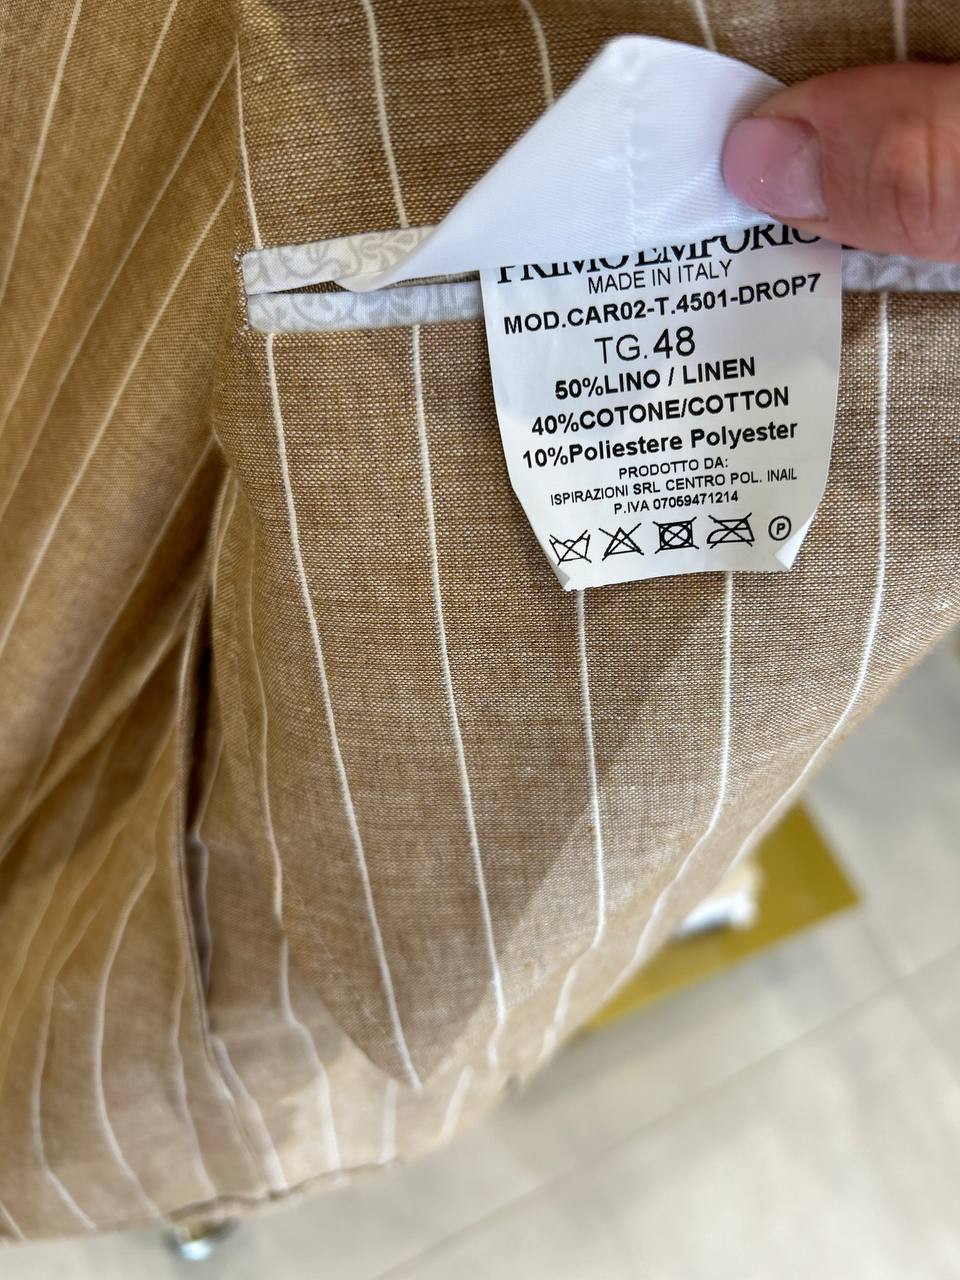 PRIMO EMPORIO
MADE IN ITALY
MOD.CAR02-T.4501-DROP7
TG.48
50%LINO / LINEN
40%COTONE/COTTON
10%Poliestere Polyester
PRODOTTO DA:
ISPIRAZIONI SRL CENTRO POL. INAIL
P.IVA 07059471214
P